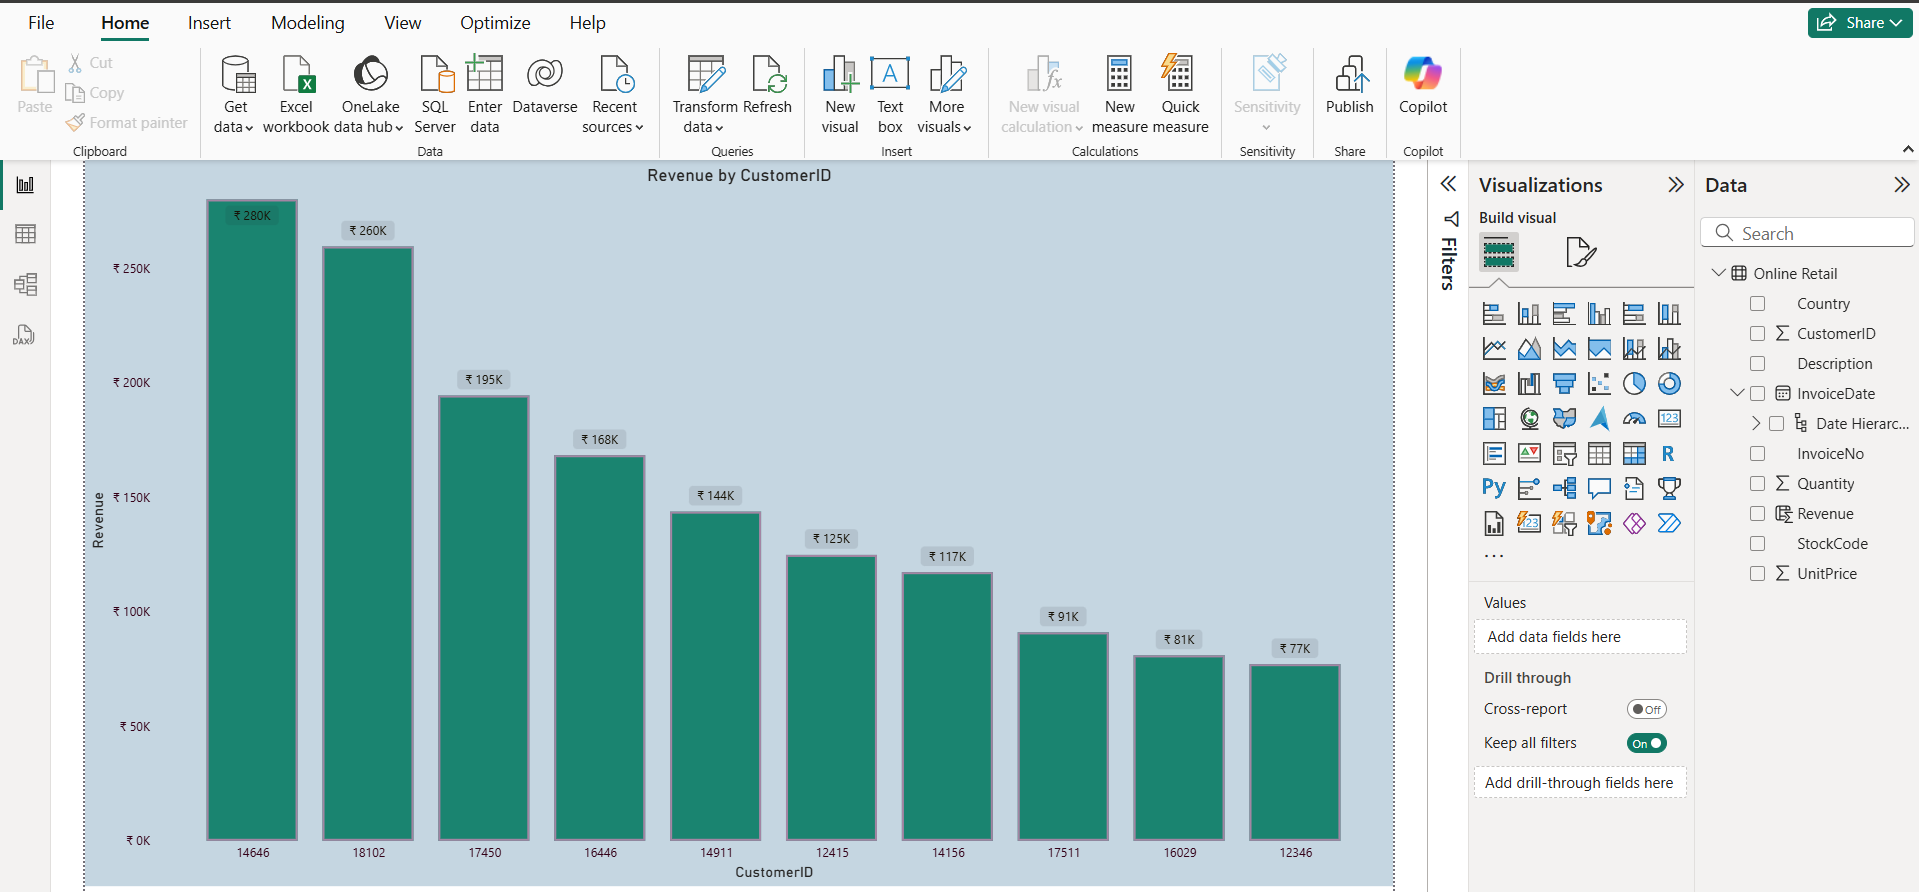 File Home Insert Modeling View Optimize Help
Share
Paste
Cut
Copy
Format painter
Clipboard
Get data
Excel workbook
OneLake data hub
SQL Server
Enter data
Dataverse
Recent sources
Data
Transform data
Refresh
Queries
New visual
Text box
More visuals
Insert
New visual calculation
New measure
Quick measure
Calculations
Sensitivity
Sensitivity
Publish
Share
Copilot
Copilot
DAX
Revenue by CustomerID
Revenue
₹ 250K
₹ 200K
₹ 150K
₹ 100K
₹ 50K
₹ 0K
₹ 280K
₹ 260K
₹ 195K
₹ 168K
₹ 144K
₹ 125K
₹ 117K
₹ 91K
₹ 81K
₹ 77K
14646 18102 17450 16446 14911 12415 14156 17511 16029 12346
CustomerID
Filters
Visualizations
Build visual
123
R
Py
123
...
Values
Add data fields here
Drill through
Cross-report
Off
Keep all filters
On
Add drill-through fields here
Data
Search
Online Retail
Country
CustomerID
Description
InvoiceDate
Date Hierarc...
InvoiceNo
Quantity
Revenue
StockCode
UnitPrice